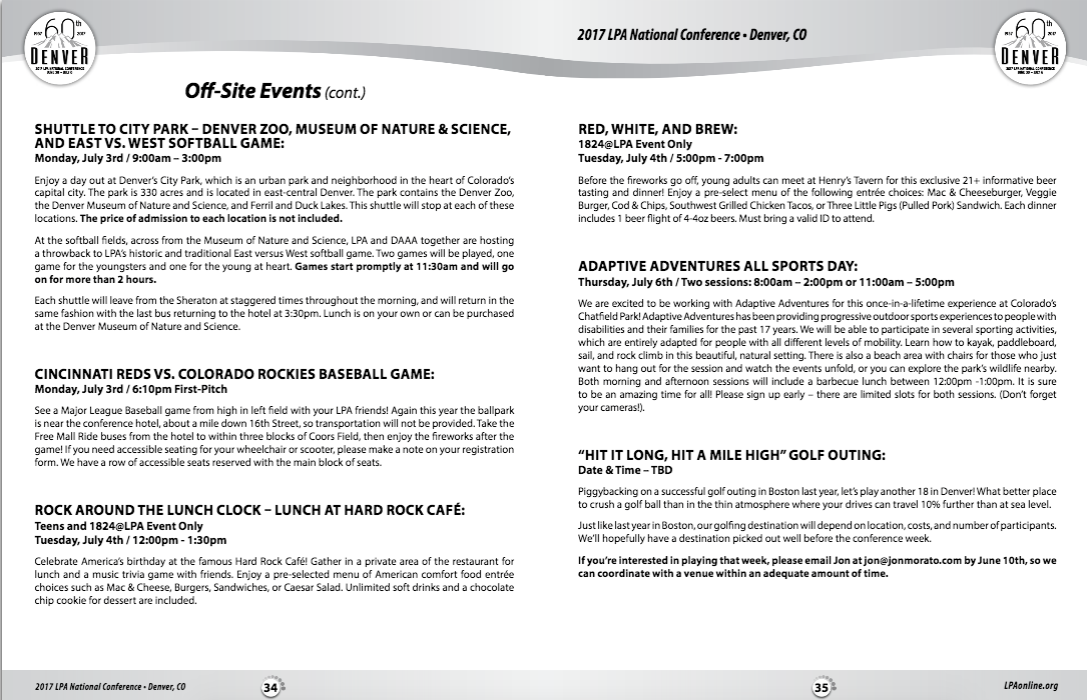 1957 60th 2017
DENVER
2017 LPA NATIONAL CONFERENCE
JUNE 30 – JULY 6
Off-Site Events (cont.)
SHUTTLE TO CITY PARK – DENVER ZOO, MUSEUM OF NATURE & SCIENCE,
AND EAST VS. WEST SOFTBALL GAME:
Monday, July 3rd / 9:00am – 3:00pm
Enjoy a day out at Denver's City Park, which is an urban park and neighborhood in the heart of Colorado's
capital city. The park is 330 acres and is located in east-central Denver. The park contains the Denver Zoo,
the Denver Museum of Nature and Science, and Ferril and Duck Lakes. This shuttle will stop at each of these
locations. The price of admission to each location is not included.
At the softball fields, across from the Museum of Nature and Science, LPA and DAAA together are hosting
a throwback to LPA's historic and traditional East versus West softball game. Two games will be played, one
game for the youngsters and one for the young at heart. Games start promptly at 11:30am and will go
on for more than 2 hours.
Each shuttle will leave from the Sheraton at staggered times throughout the morning, and will return in the
same fashion with the last bus returning to the hotel at 3:30pm. Lunch is on your own or can be purchased
at the Denver Museum of Nature and Science.
CINCINNATI REDS VS. COLORADO ROCKIES BASEBALL GAME:
Monday, July 3rd / 6:10pm First-Pitch
See a Major League Baseball game from high in left field with your LPA friends! Again this year the ballpark
is near the conference hotel, about a mile down 16th Street, so transportation will not be provided. Take the
Free Mall Ride buses from the hotel to within three blocks of Coors Field, then enjoy the fireworks after the
game! If you need accessible seating for your wheelchair or scooter, please make a note on your registration
form. We have a row of accessible seats reserved with the main block of seats.
ROCK AROUND THE LUNCH CLOCK – LUNCH AT HARD ROCK CAFÉ:
Teens and 1824@LPA Event Only
Tuesday, July 4th / 12:00pm - 1:30pm
Celebrate America's birthday at the famous Hard Rock Café! Gather in a private area of the restaurant for
lunch and a music trivia game with friends. Enjoy a pre-selected menu of American comfort food entrée
choices such as Mac & Cheese, Burgers, Sandwiches, or Caesar Salad. Unlimited soft drinks and a chocolate
chip cookie for dessert are included.
2017 LPA National Conference • Denver, CO
34
2017 LPA National Conference • Denver, CO
1957 60th 2017
DENVER
2017 LPA NATIONAL CONFERENCE
JUNE 30 – JULY 6
RED, WHITE, AND BREW:
1824@LPA Event Only
Tuesday, July 4th / 5:00pm - 7:00pm
Before the fireworks go off, young adults can meet at Henry's Tavern for this exclusive 21+ informative beer
tasting and dinner! Enjoy a pre-select menu of the following entrée choices: Mac & Cheeseburger, Veggie
Burger, Cod & Chips, Southwest Grilled Chicken Tacos, or Three Little Pigs (Pulled Pork) Sandwich. Each dinner
includes 1 beer flight of 4-4oz beers. Must bring a valid ID to attend.
ADAPTIVE ADVENTURES ALL SPORTS DAY:
Thursday, July 6th / Two sessions: 8:00am – 2:00pm or 11:00am – 5:00pm
We are excited to be working with Adaptive Adventures for this once-in-a-lifetime experience at Colorado's
Chatfield Park! Adaptive Adventures has been providing progressive outdoor sports experiences to people with
disabilities and their families for the past 17 years. We will be able to participate in several sporting activities,
which are entirely adapted for people with all different levels of mobility. Learn how to kayak, paddleboard,
sail, and rock climb in this beautiful, natural setting. There is also a beach area with chairs for those who just
want to hang out for the session and watch the events unfold, or you can explore the park's wildlife nearby.
Both morning and afternoon sessions will include a barbecue lunch between 12:00pm -1:00pm. It is sure
to be an amazing time for all! Please sign up early – there are limited slots for both sessions. (Don't forget
your cameras!).
"HIT IT LONG, HIT A MILE HIGH" GOLF OUTING:
Date & Time – TBD
Piggybacking on a successful golf outing in Boston last year, let's play another 18 in Denver! What better place
to crush a golf ball than in the thin atmosphere where your drives can travel 10% further than at sea level.
Just like last year in Boston, our golfing destination will depend on location, costs, and number of participants.
We'll hopefully have a destination picked out well before the conference week.
If you're interested in playing that week, please email Jon at jon@jonmorato.com by June 10th, so we
can coordinate with a venue within an adequate amount of time.
35
LPAonline.org